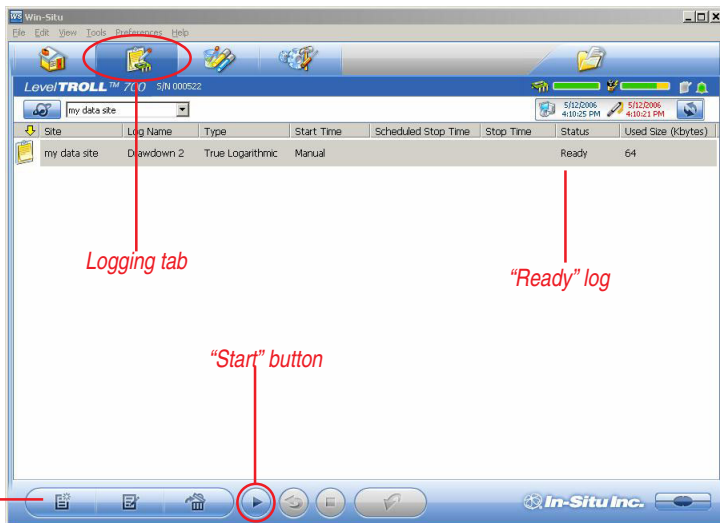 Win-Situ
File Edit View Tools Preferences Help
Level TROLL™ 700 S/N 000522
my data site
5/12/2006 4:10:25 PM
5/12/2006 4:10:21 PM
Site Log Name Type Start Time Scheduled Stop Time Stop Time Status Used Size (Kbytes)
my data site Drawdown 2 True Logarithmic Manual Ready 64
Logging tab
“Ready” log
“Start” button
In-Situ Inc.